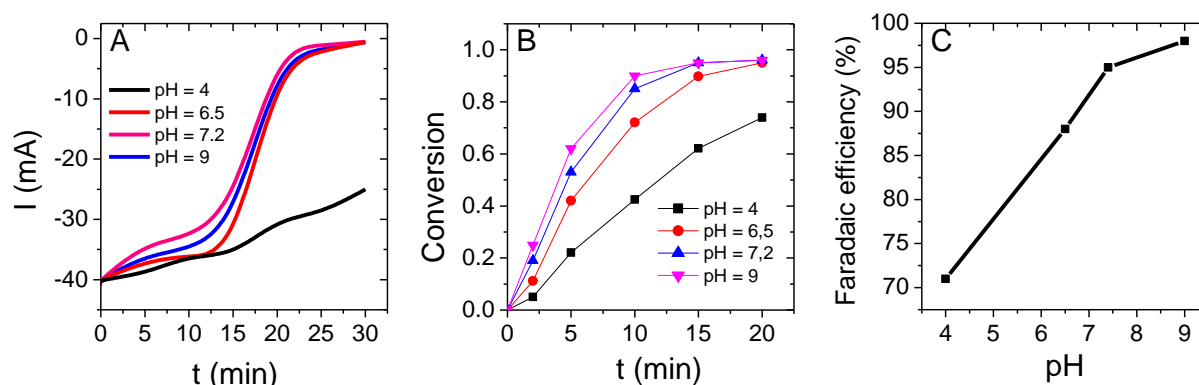 A
I (mA)
0
-10
-20
-30
-40
pH = 4
pH = 6.5
pH = 7.2
pH = 9
0 5 10 15 20 25 30
t (min)
B
Conversion
1.0
0.8
0.6
0.4
0.2
0.0
pH = 4
pH = 6,5
pH = 7,2
pH = 9
0 5 10 15 20
t (min)
C
Faradaic efficiency (%)
100
95
90
85
80
75
70
4 5 6 7 8 9
pH